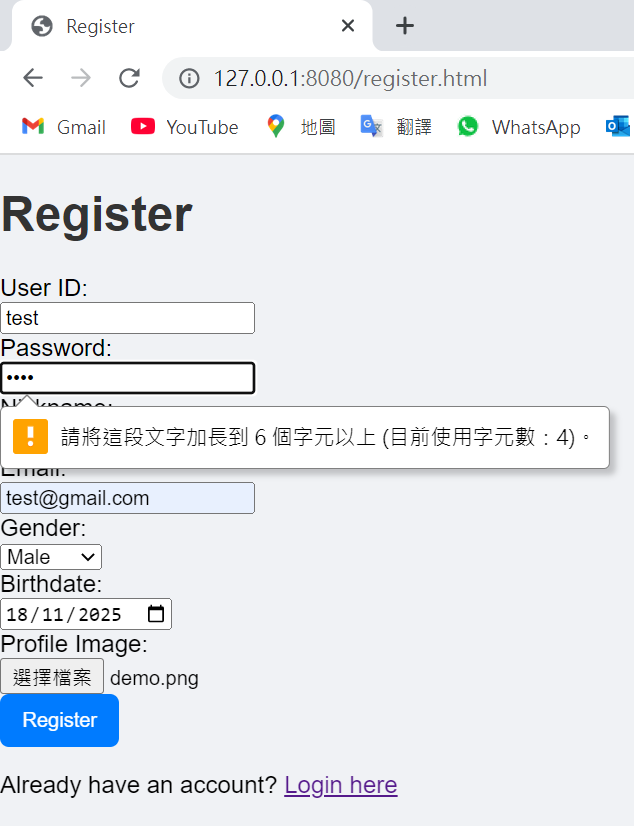 Register
127.0.0.1:8080/register.html
Gmail YouTube 地圖 翻譯 WhatsApp
Register
User ID:
test
Password:
Nickname:
請將這段文字加長到 6 個字元以上 (目前使用字元數：4)。
Email:
test@gmail.com
Gender:
Male
Birthdate:
18/11/2025
Profile Image:
選擇檔案 demo.png
Register
Already have an account? Login here